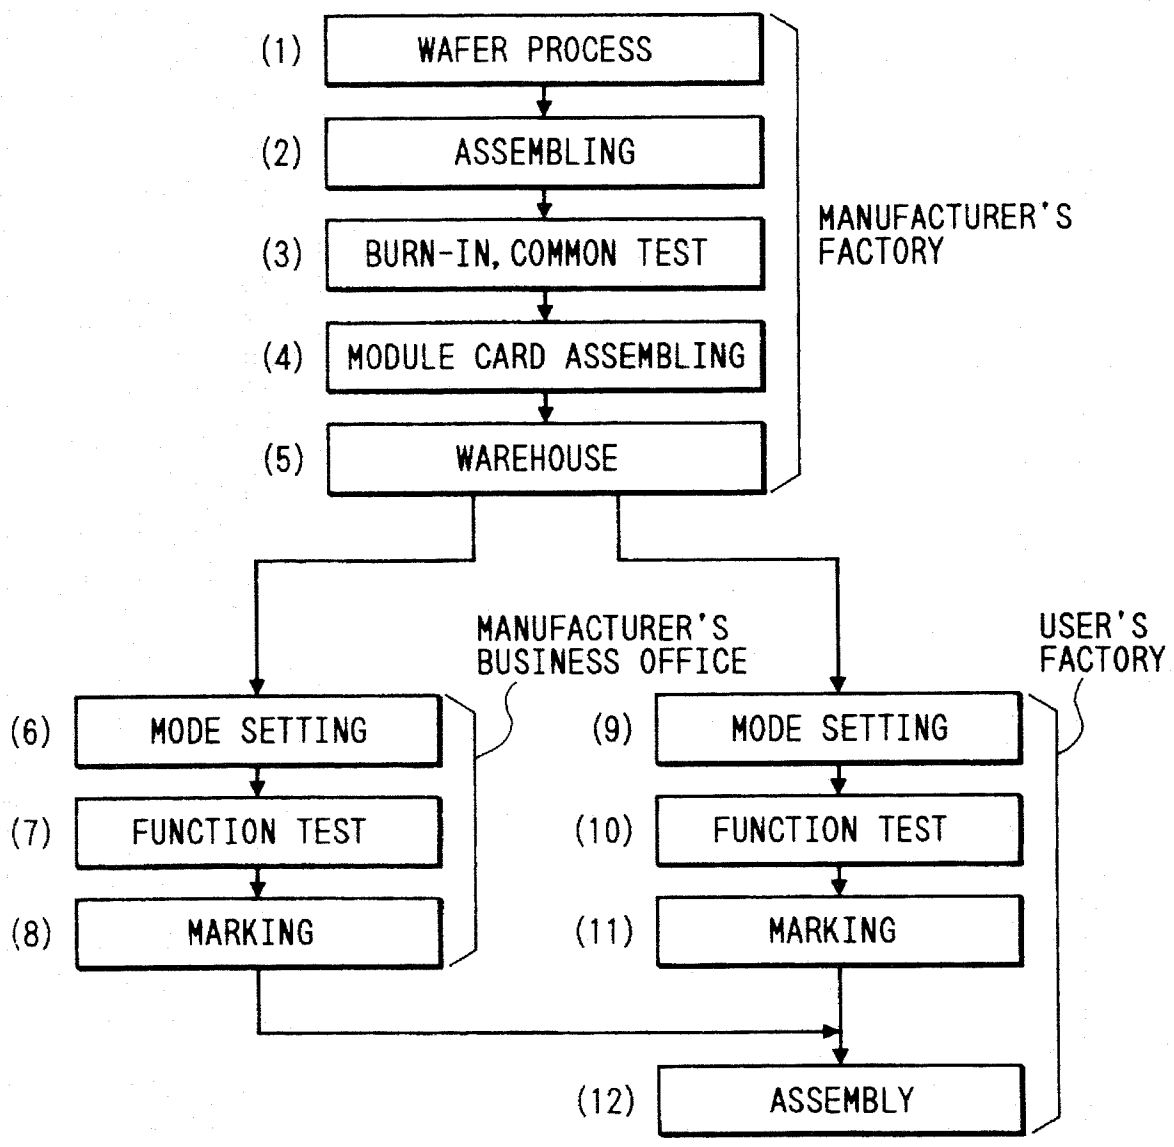 (1) WAFER PROCESS
(2) ASSEMBLING
(3) BURN-IN, COMMON TEST
(4) MODULE CARD ASSEMBLING
(5) WAREHOUSE
MANUFACTURER'S
FACTORY
MANUFACTURER'S
BUSINESS OFFICE
(6) MODE SETTING
(7) FUNCTION TEST
(8) MARKING
USER'S
FACTORY
(9) MODE SETTING
(10) FUNCTION TEST
(11) MARKING
(12) ASSEMBLY